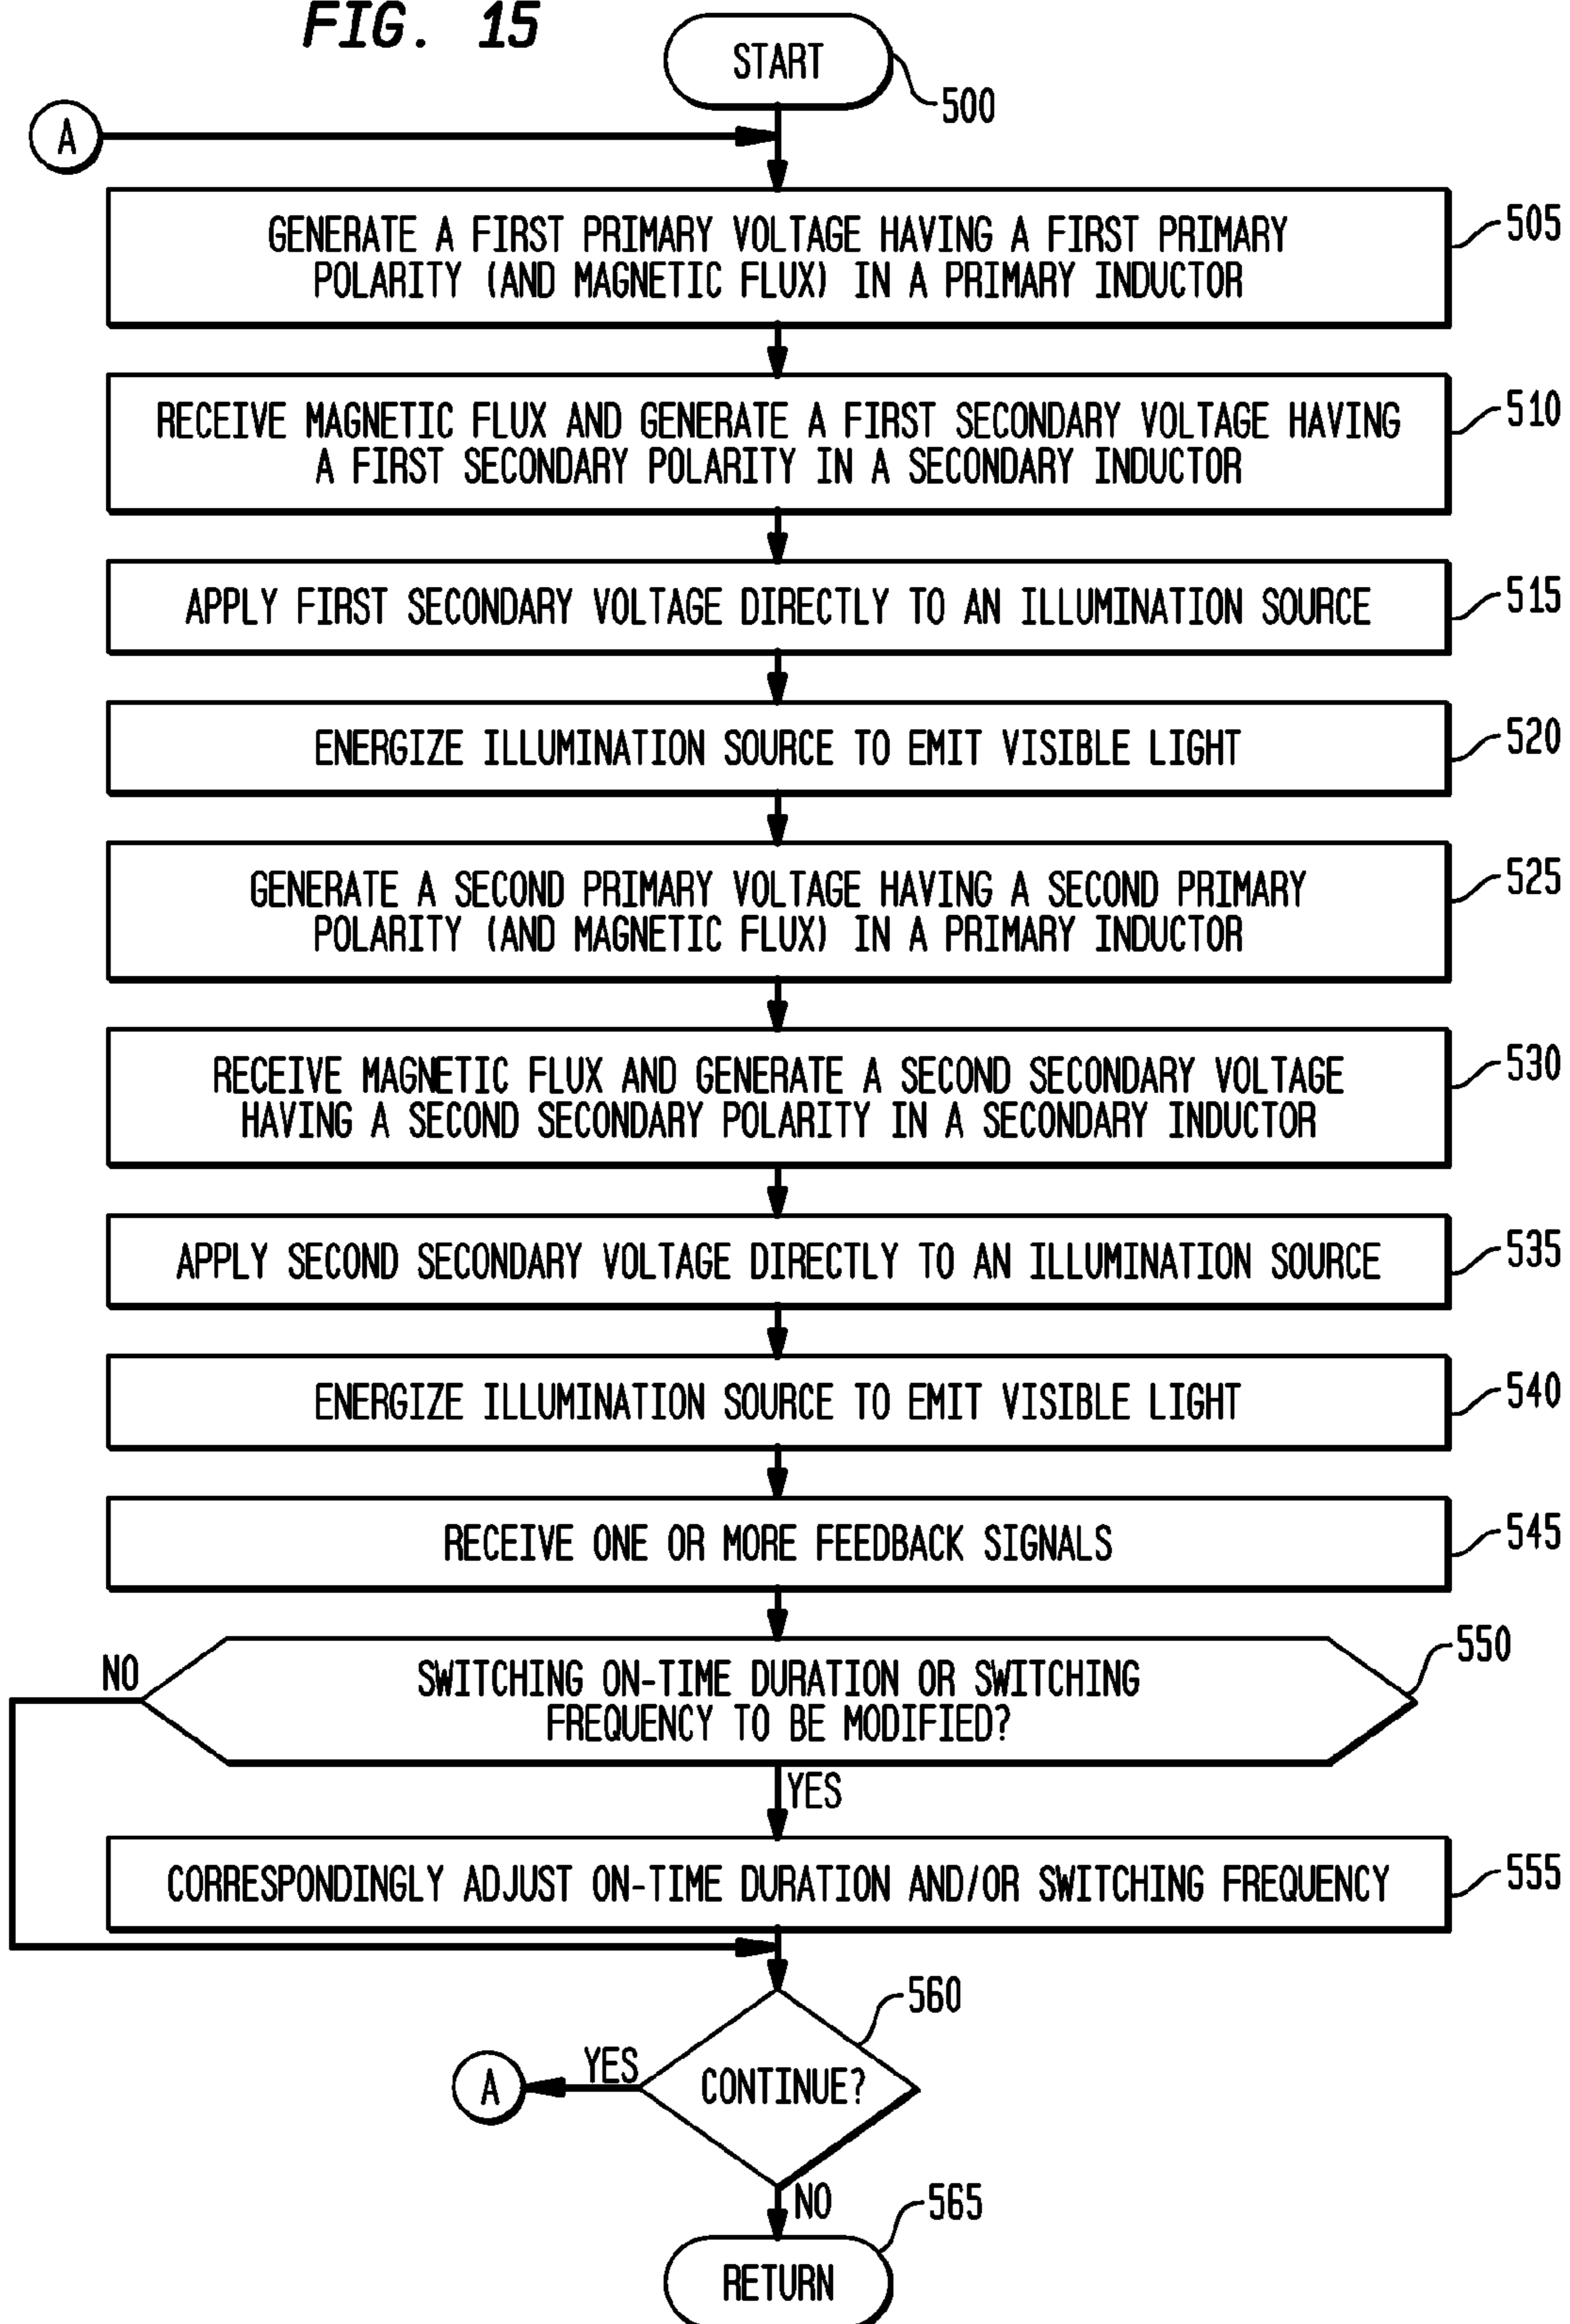 FIG. 15
START
500
A
GENERATE A FIRST PRIMARY VOLTAGE HAVING A FIRST PRIMARY
POLARITY (AND MAGNETIC FLUX) IN A PRIMARY INDUCTOR
505
RECEIVE MAGNETIC FLUX AND GENERATE A FIRST SECONDARY VOLTAGE HAVING
A FIRST SECONDARY POLARITY IN A SECONDARY INDUCTOR
510
APPLY FIRST SECONDARY VOLTAGE DIRECTLY TO AN ILLUMINATION SOURCE
515
ENERGIZE ILLUMINATION SOURCE TO EMIT VISIBLE LIGHT
520
GENERATE A SECOND PRIMARY VOLTAGE HAVING A SECOND PRIMARY
POLARITY (AND MAGNETIC FLUX) IN A PRIMARY INDUCTOR
525
RECEIVE MAGNETIC FLUX AND GENERATE A SECOND SECONDARY VOLTAGE
HAVING A SECOND SECONDARY POLARITY IN A SECONDARY INDUCTOR
530
APPLY SECOND SECONDARY VOLTAGE DIRECTLY TO AN ILLUMINATION SOURCE
535
ENERGIZE ILLUMINATION SOURCE TO EMIT VISIBLE LIGHT
540
RECEIVE ONE OR MORE FEEDBACK SIGNALS
545
NO
SWITCHING ON-TIME DURATION OR SWITCHING
FREQUENCY TO BE MODIFIED?
550
YES
CORRESPONDINGLY ADJUST ON-TIME DURATION AND/OR SWITCHING FREQUENCY
555
560
A
YES
CONTINUE?
NO
565
RETURN